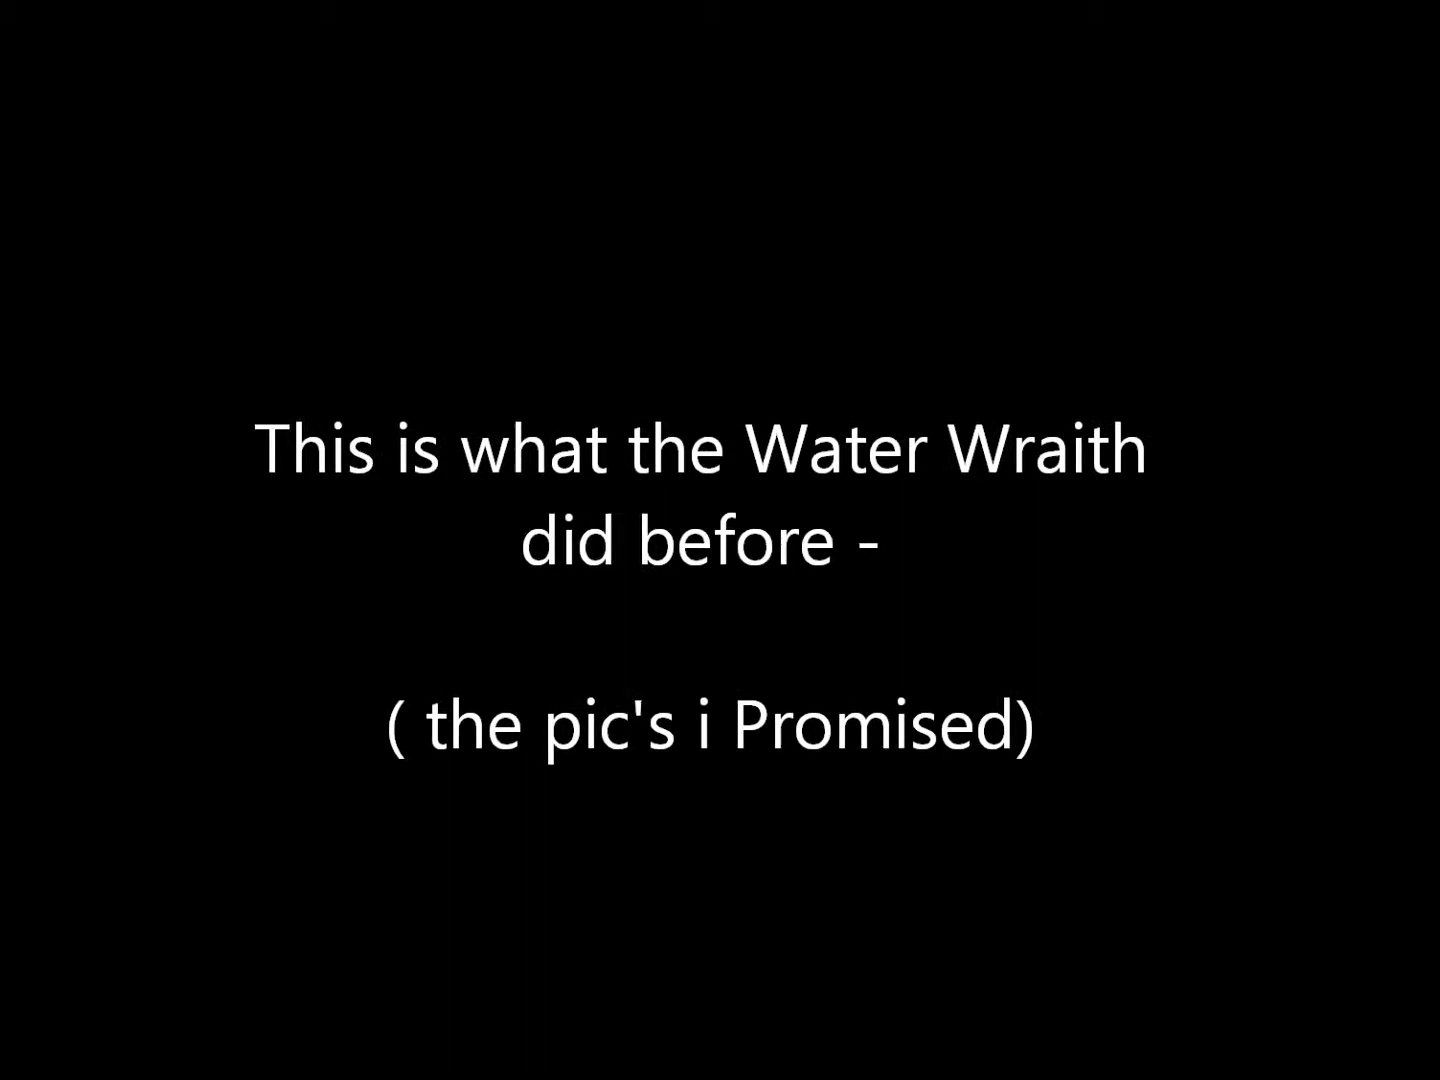 This is what the Water Wraith
did before -
( the pic's i Promised)